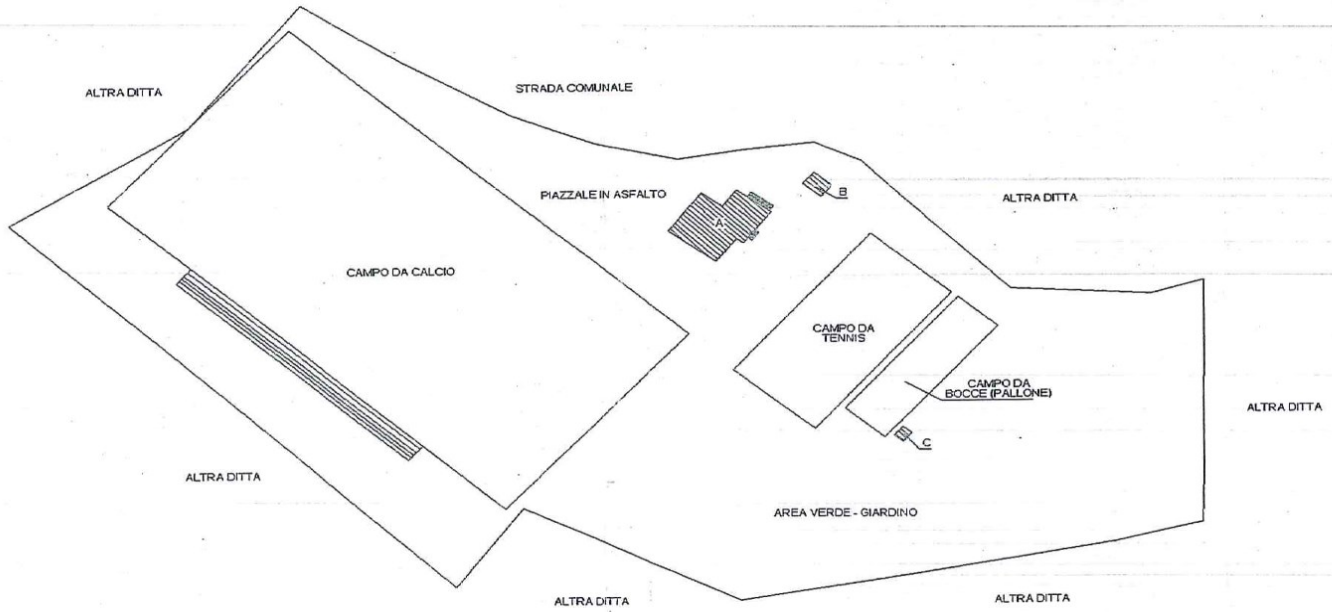 STRADA COMUNALE
ALTRA DITTA
PIAZZALE IN ASFALTO
B
ALTRA DITTA
A
CAMPO DA CALCIO
CAMPO DA
TENNIS
CAMPO DA
BOCCE (PALLONE)
ALTRA DITTA
C
ALTRA DITTA
AREA VERDE - GIARDINO
ALTRA DITTA
ALTRA DITTA